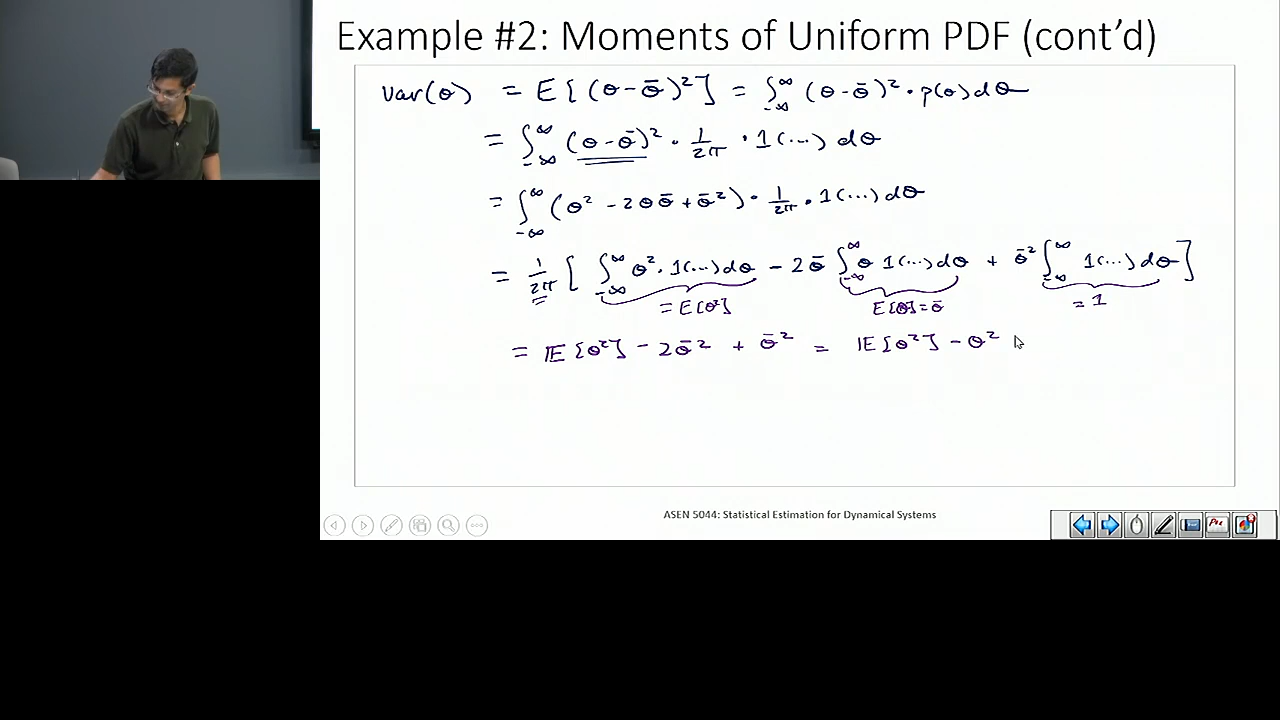 Example #2: Moments of Uniform PDF (cont'd)
var(θ) = E[(θ-θ̄)²] = ∫_{-∞}^{∞} (θ-θ̄)² · p(θ)dθ
= ∫_{-∞}^{∞} (θ-θ̄)² · 1/2π · 1(...) dθ
= ∫_{-∞}^{∞} (θ² - 2θθ̄ + θ̄²) · 1/2π · 1(...) dθ
= 1/2π [ ∫_{-∞}^{∞} θ² · 1(...)dθ - 2θ̄ ∫_{-∞}^{∞} θ 1(...)dθ + θ̄² ∫_{-∞}^{∞} 1(...) dθ ]
= E[θ²] E[θ] = θ̄ = 1
= E[θ²] - 2θ̄² + θ̄² = E[θ²] - θ²
ASEN 5044: Statistical Estimation for Dynamical Systems